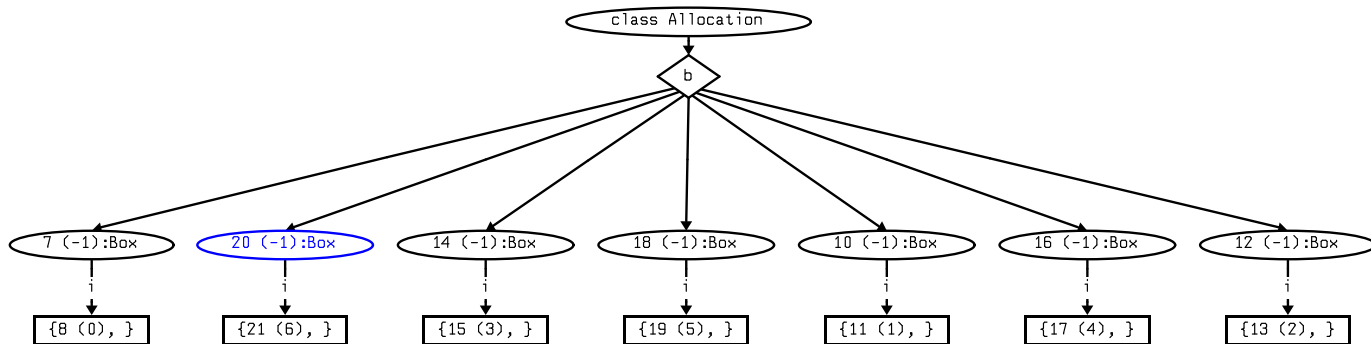 class Allocation
b
7 (-1):Box 20 (-1):Box 14 (-1):Box 18 (-1):Box 10 (-1):Box 16 (-1):Box 12 (-1):Box
i i i i i i i
{8 (0), } {21 (6), } {15 (3), } {19 (5), } {11 (1), } {17 (4), } {13 (2), }